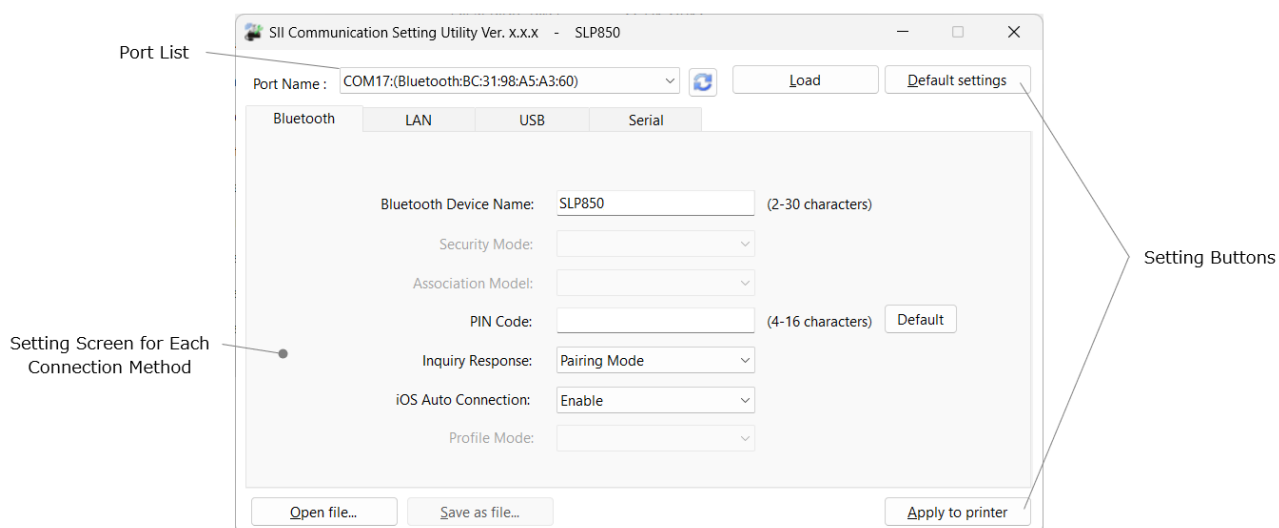 SII Communication Setting Utility Ver. x.x.x - SLP850
Port List
Port Name : COM17:(Bluetooth:BC:31:98:A5:A3:60) Load Default settings
Bluetooth LAN USB Serial
Bluetooth Device Name: SLP850 (2-30 characters)
Security Mode:
Setting Buttons
Association Model:
PIN Code: (4-16 characters) Default
Setting Screen for Each
Connection Method
Inquiry Response: Pairing Mode
iOS Auto Connection: Enable
Profile Mode:
Open file... Save as file... Apply to printer